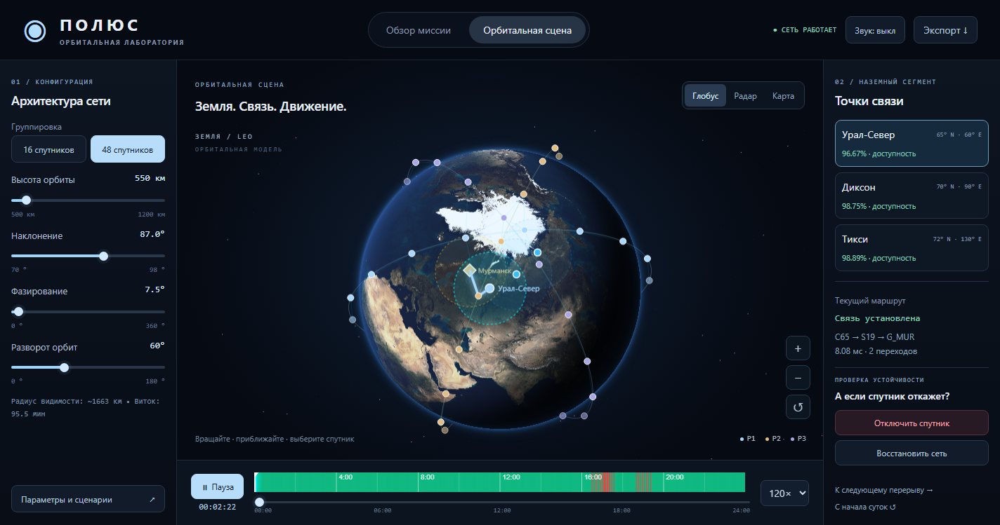 ПОЛЮС
ОРБИТАЛЬНАЯ ЛАБОРАТОРИЯ
Обзор миссии
Орбитальная сцена
● СЕТЬ РАБОТАЕТ
Звук: выкл
Экспорт ↓
01 / КОНФИГУРАЦИЯ
Архитектура сети
Группировка
16 спутников
48 спутников
Высота орбиты 550 км
500 км 1200 км
Наклонение 87.0°
70 ° 98 °
Фазирование 7.5°
0 ° 360 °
Разворот орбит 60°
0 ° 180 °
Радиус видимости: ~1663 км • Виток:
95.5 мин
Параметры и сценарии ↗
ОРБИТАЛЬНАЯ СЦЕНА
Земля. Связь. Движение.
Глобус
Радар
Карта
ЗЕМЛЯ / LEO
ОРБИТАЛЬНАЯ МОДЕЛЬ
Мурманск
Урал-Север
+
−
↺
Вращайте · приближайте · выберите спутник
P1 P2 P3
⏸ Пауза
00:02:22
4:00 8:00 12:00 16:00 20:00
00:00 06:00 12:00 18:00 24:00
120×
02 / НАЗЕМНЫЙ СЕГМЕНТ
Точки связи
Урал-Север 65° N · 60° E
96.67% · доступность
Диксон 70° N · 90° E
98.75% · доступность
Тикси 72° N · 130° E
98.89% · доступность
Текущий маршрут
Связь установлена
C65 → S19 → G_MUR
8.08 мс · 2 переходов
ПРОВЕРКА УСТОЙЧИВОСТИ
А если спутник откажет?
Отключить спутник
Восстановить сеть
К следующему перерыву →
С начала суток ↺